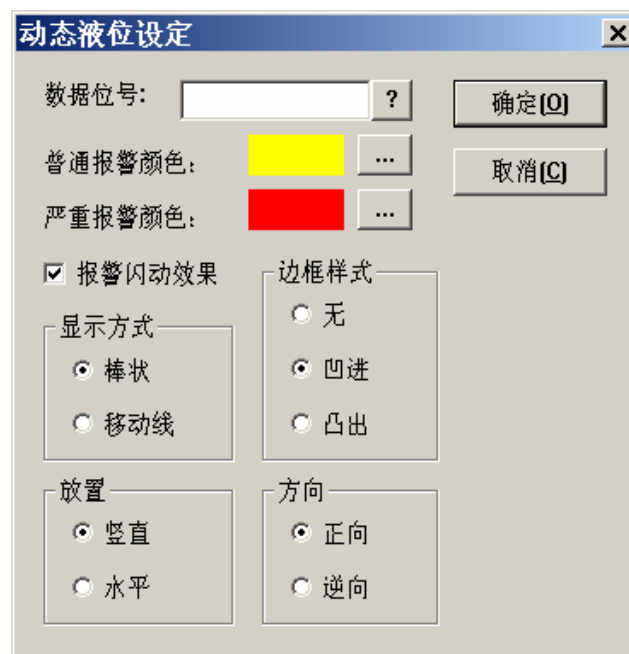 动态液位设定
数据位号:
?
确定(O)
普通报警颜色:
...
取消(C)
严重报警颜色:
...
报警闪动效果
边框样式
无
显示方式
棒状
凹进
移动线
凸出
放置
方向
竖直
正向
水平
逆向